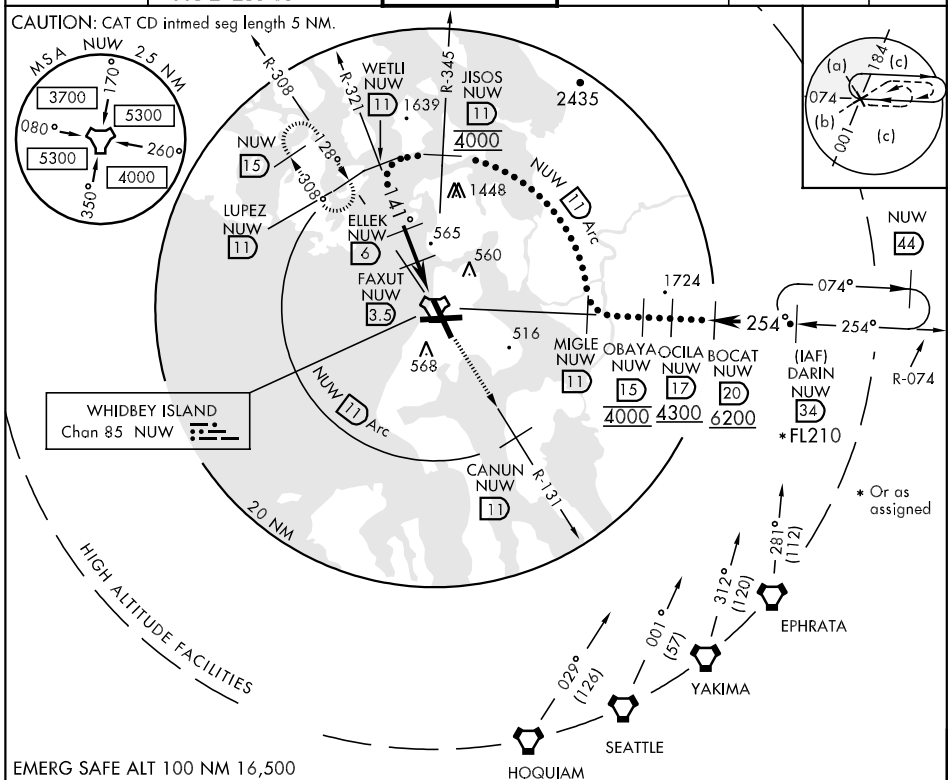 CAUTION: CAT CD intmed seg length 5 NM.
MSA NUW 25 NM
170°
3700
5300
080°
260°
5300
4000
350°
R-308
R-321
R-345
WETLI
NUW
11
1639
JISOS
NUW
11
4000
2435
NUW
15
128°
308°
141°
1448
NUW 11 Arc
LUPEZ
NUW
11
ELLEK
NUW
6
565
560
FAXUT
NUW
3.5
1724
516
568
MIGLE
NUW
11
OBAYA
NUW
15
4000
OCILA
NUW
17
4300
BOCAT
NUW
20
6200
254°
(IAF)
DARIN
NUW
34
* FL210
074°
254°
R-074
NUW
44
(a)
184
(c)
074
(b)
001
(c)
WHIDBEY ISLAND
Chan 85 NUW
NUW 11 Arc
CANUN
NUW
11
R-131
20 NM
* Or as
assigned
HIGH ALTITUDE FACILITIES
029°
(126)
001°
(57)
312°
(120)
281°
(112)
EPHRATA
YAKIMA
SEATTLE
HOQUIAM
EMERG SAFE ALT 100 NM 16,500